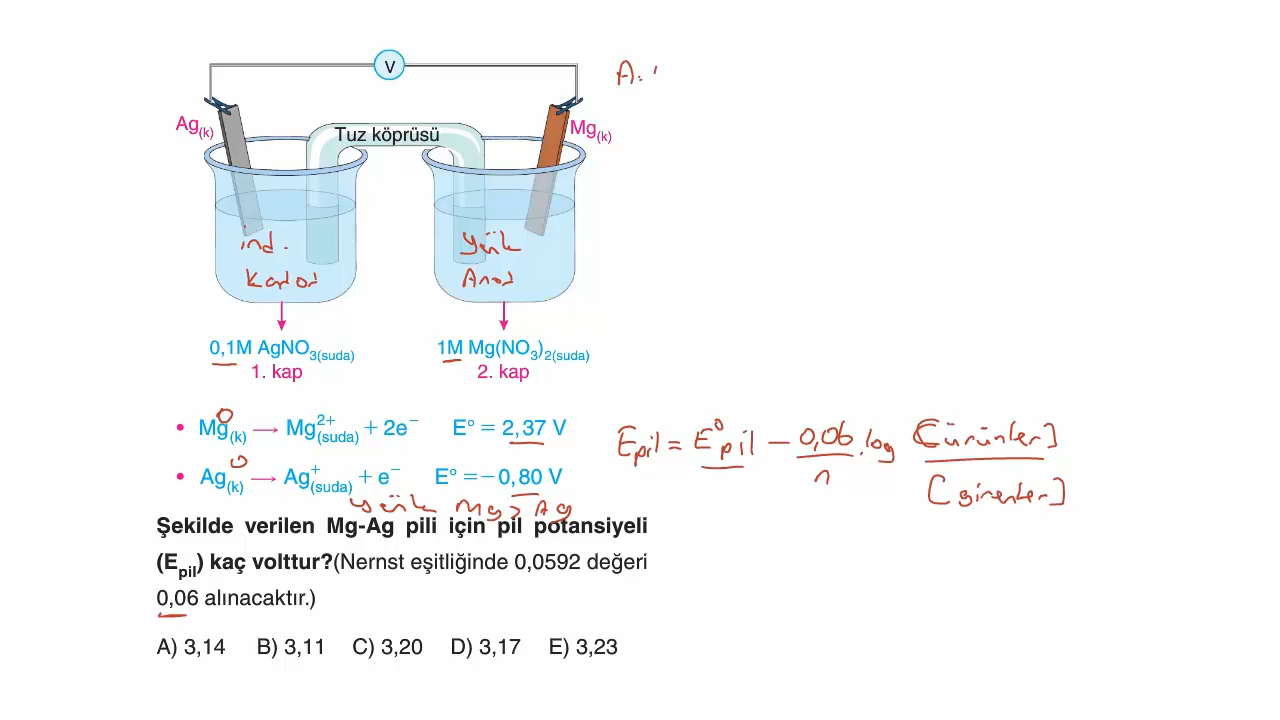 V
A:
Ag(k)
Tuz köprüsü
Mg(k)
ind.
Katot
yük
Anot
0,1M AgNO3(suda)
1M Mg(NO3)2(suda)
1. kap
2. kap
• Mg(k) → Mg2+(suda) + 2e− E° = 2,37 V
0
• Ag(k) → Ag+(suda) + e− E° = −0,80 V
0
yük Mg > Ag
Epil = E0pil − 0,06/n .log [ürünler]/[girenler]
Şekilde verilen Mg-Ag pili için pil potansiyeli
(Epil) kaç volttur?(Nernst eşitliğinde 0,0592 değeri
0,06 alınacaktır.)
A) 3,14 B) 3,11 C) 3,20 D) 3,17 E) 3,23